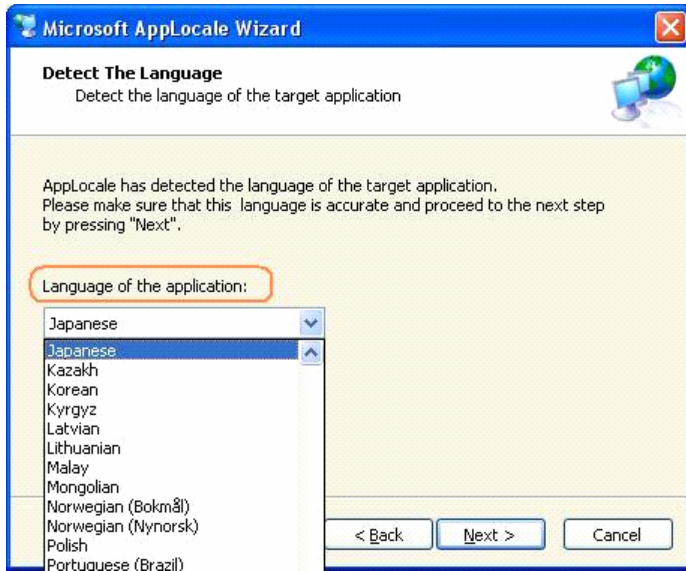 Microsoft AppLocale Wizard
Detect The Language
Detect the language of the target application
AppLocale has detected the language of the target application.
Please make sure that this language is accurate and proceed to the next step
by pressing "Next".
Language of the application:
Japanese
Japanese
Kazakh
Korean
Kyrgyz
Latvian
Lithuanian
Malay
Mongolian
Norwegian (Bokmål)
Norwegian (Nynorsk)
Polish
Portuguese (Brazil)
< Back Next > Cancel